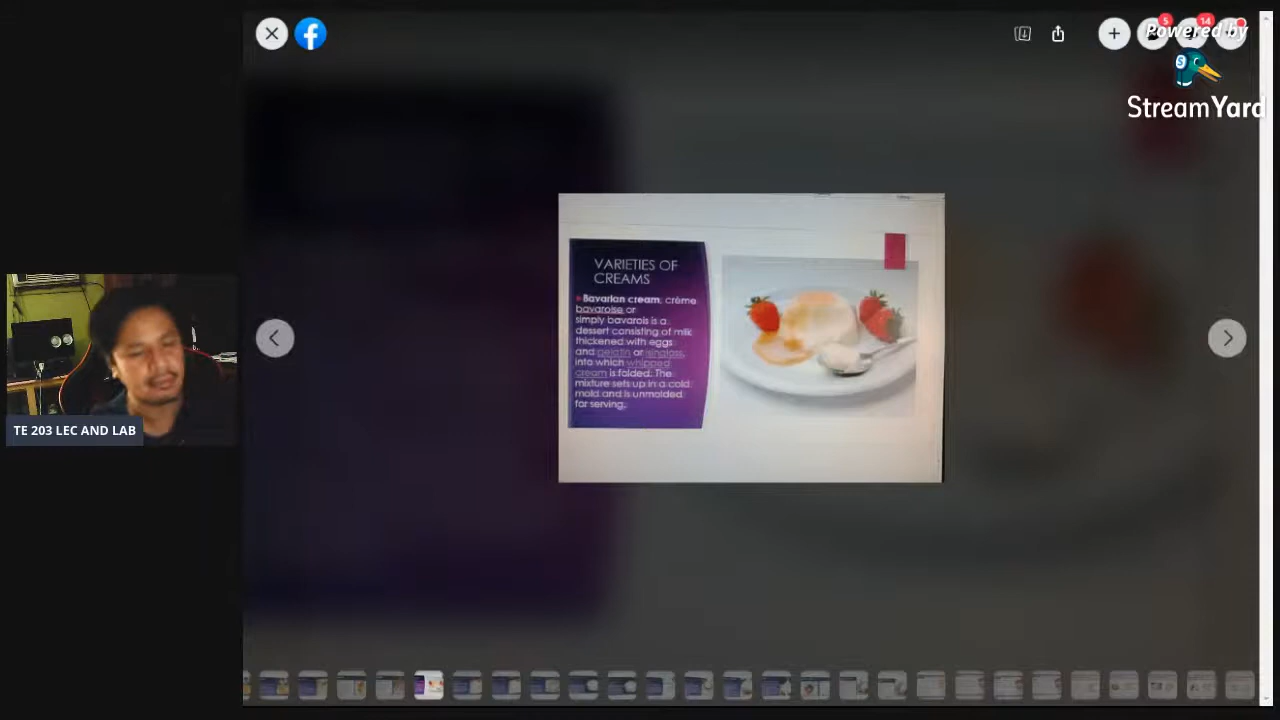 5
14
Powered by
StreamYard
VARIETIES OF
CREAMS
Bavarian cream, crème
bavaroise or
simply bavarois is a
dessert consisting of milk
thickened with eggs
and gelatin or isinglass,
into which whipped
cream is folded. The
mixture sets up in a cold
mold and is unmolded
for serving.
TE 203 LEC AND LAB